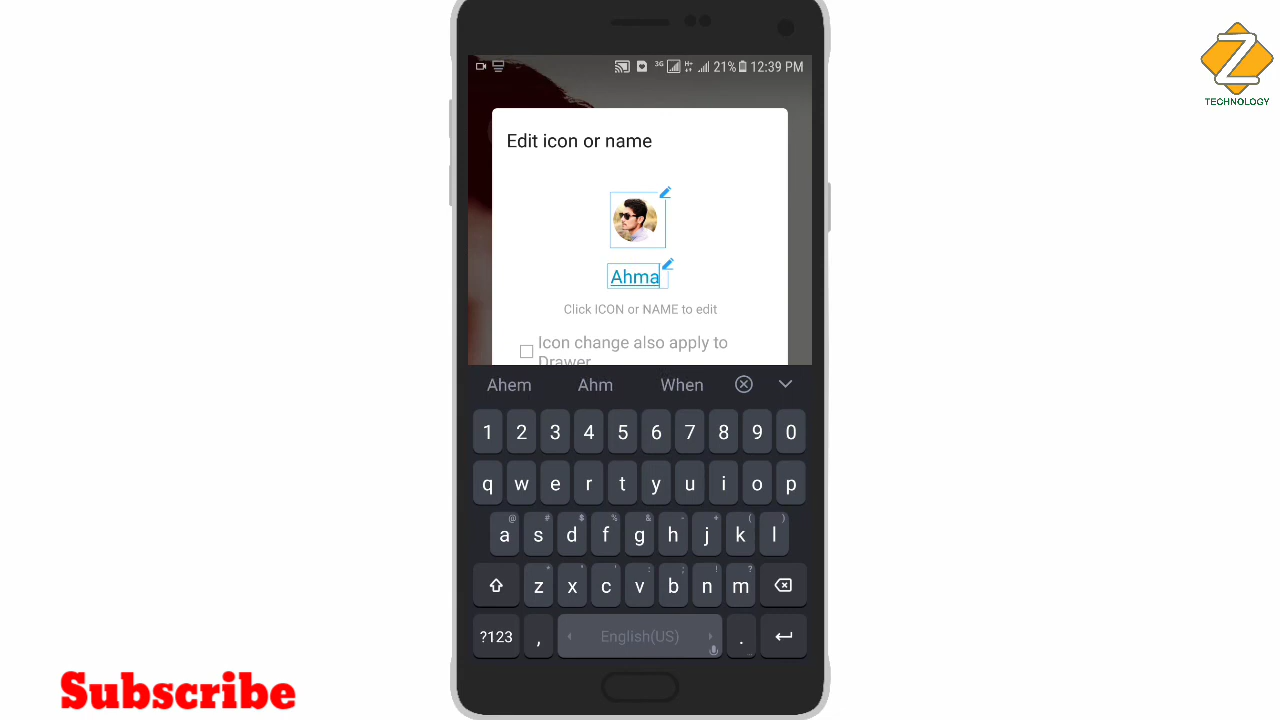 3G H+ 21% 12:39 PM
Z
TECHNOLOGY
Edit icon or name
Ahma
Click ICON or NAME to edit
Icon change also apply to
Drawer
Ahem Ahm When
1 2 3 4 5 6 7 8 9 0
q w e r t y u i o p
@ # $ % & - + ( )
a s d f g h j k l
* " ' : ; ! ?
z x c v b n m
?123 , English(US) .
Subscribe